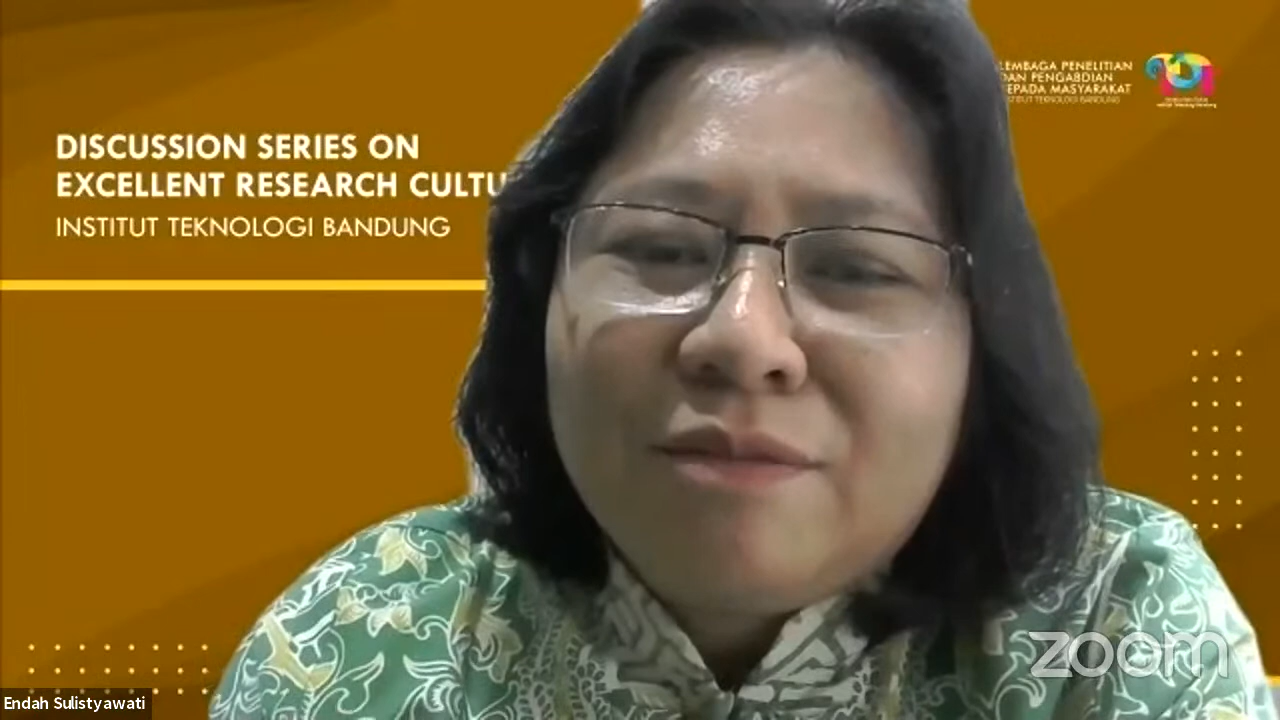 DISCUSSION SERIES ON
EXCELLENT RESEARCH CULTU
INSTITUT TEKNOLOGI BANDUNG
LEMBAGA PENELITIAN
DAN PENGABDIAN
KEPADA MASYARAKAT
INSTITUT TEKNOLOGI BANDUNG
zoom
Endah Sulistyawati